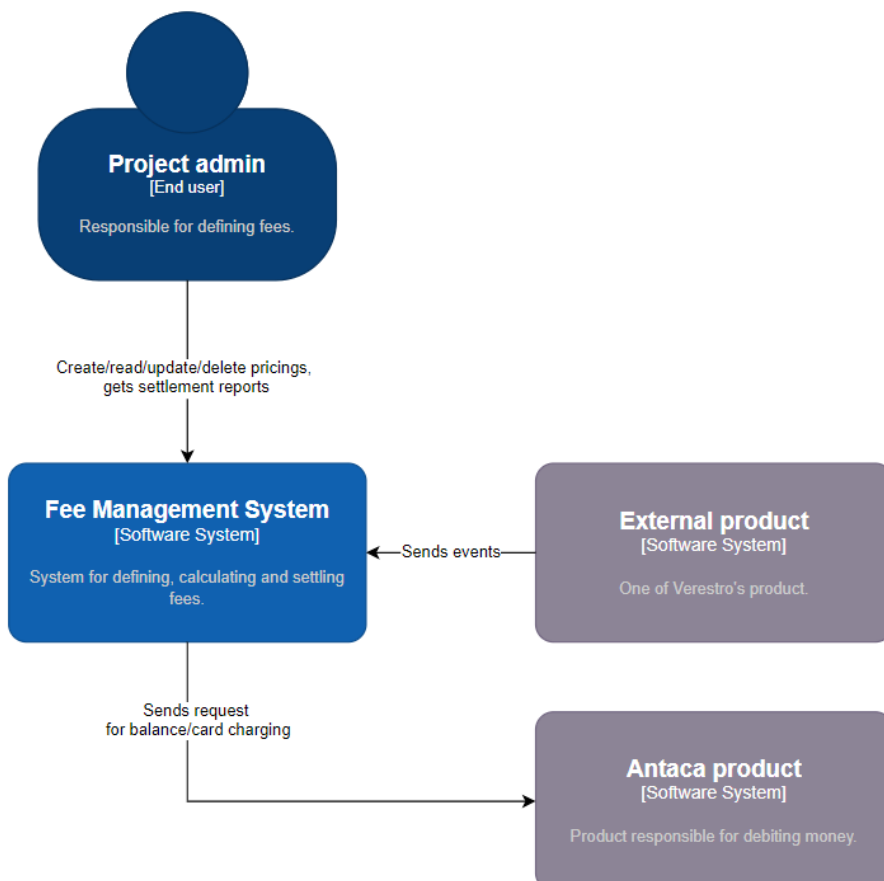 Project admin
[End user]
Responsible for defining fees.
Create/read/update/delete pricings,
gets settlement reports
Fee Management System
[Software System]
System for defining, calculating and settling
fees.
Sends events
External product
[Software System]
One of Verestro's product.
Sends request
for balance/card charging
Antaca product
[Software System]
Product responsible for debiting money.